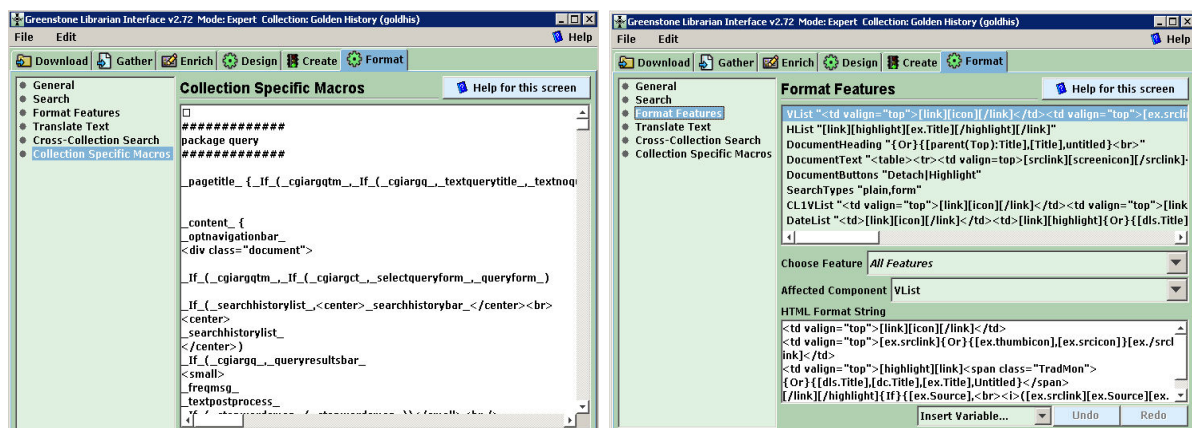 Greenstone Librarian Interface v2.72 Mode: Expert Collection: Golden History (goldhis)
File Edit Help
Download Gather Enrich Design Create Format
General
Search
Format Features
Translate Text
Cross-Collection Search
Collection Specific Macros
Collection Specific Macros Help for this screen
#############
package query
#############
_pagetitle_ {_If_(_cgiargqtm_,_If_(_cgiargq_,_textquerytitle_,_textnoqu
_content_ {
_optnavigationbar_
<div class="document">
_If_(_cgiargqtm_,_If_(_cgiargct_,_selectqueryform_,_queryform_)
_If_(_searchhistorylist_,<center>_searchhistorybar_</center><br>
<center>
_searchhistorylist_
</center>)
_If_(_cgiargq_,_queryresultsbar_
<small>
_freqmsg_
_textpostprocess_
Greenstone Librarian Interface v2.72 Mode: Expert Collection: Golden History (goldhis)
File Edit Help
Download Gather Enrich Design Create Format
General
Search
Format Features
Translate Text
Cross-Collection Search
Collection Specific Macros
Format Features Help for this screen
VList "<td valign="top">[link][icon][/link]</td><td valign="top">[ex.srclin
HList "[link][highlight][ex.Title][/highlight][/link]"
DocumentHeading "{Or}{[parent(Top):Title],[Title],untitled}<br>"
DocumentText "<table><tr><td valign=top>[srclink][screenicon][/srclink]
DocumentButtons "Detach|Highlight"
SearchTypes "plain,form"
CL1VList "<td valign="top">[link][icon][/link]</td><td valign="top">[link
DateList "<td>[link][icon][/link]</td><td>[link][highlight]{Or}{[dls.Title]
Choose Feature All Features
Affected Component VList
HTML Format String
<td valign="top">[link][icon][/link]</td>
<td valign="top">[ex.srclink]{Or}{[ex.thumbicon],[ex.srcicon]}[ex./srcl
ink]</td>
<td valign="top">[highlight][link]<span class="TradMon">
{Or}{[dls.Title],[dc.Title],[ex.Title],Untitled}</span>
[/link][/highlight]{If}{[ex.Source],<br><i>([ex.srclink][ex.Source][ex.
Insert Variable... Undo Redo